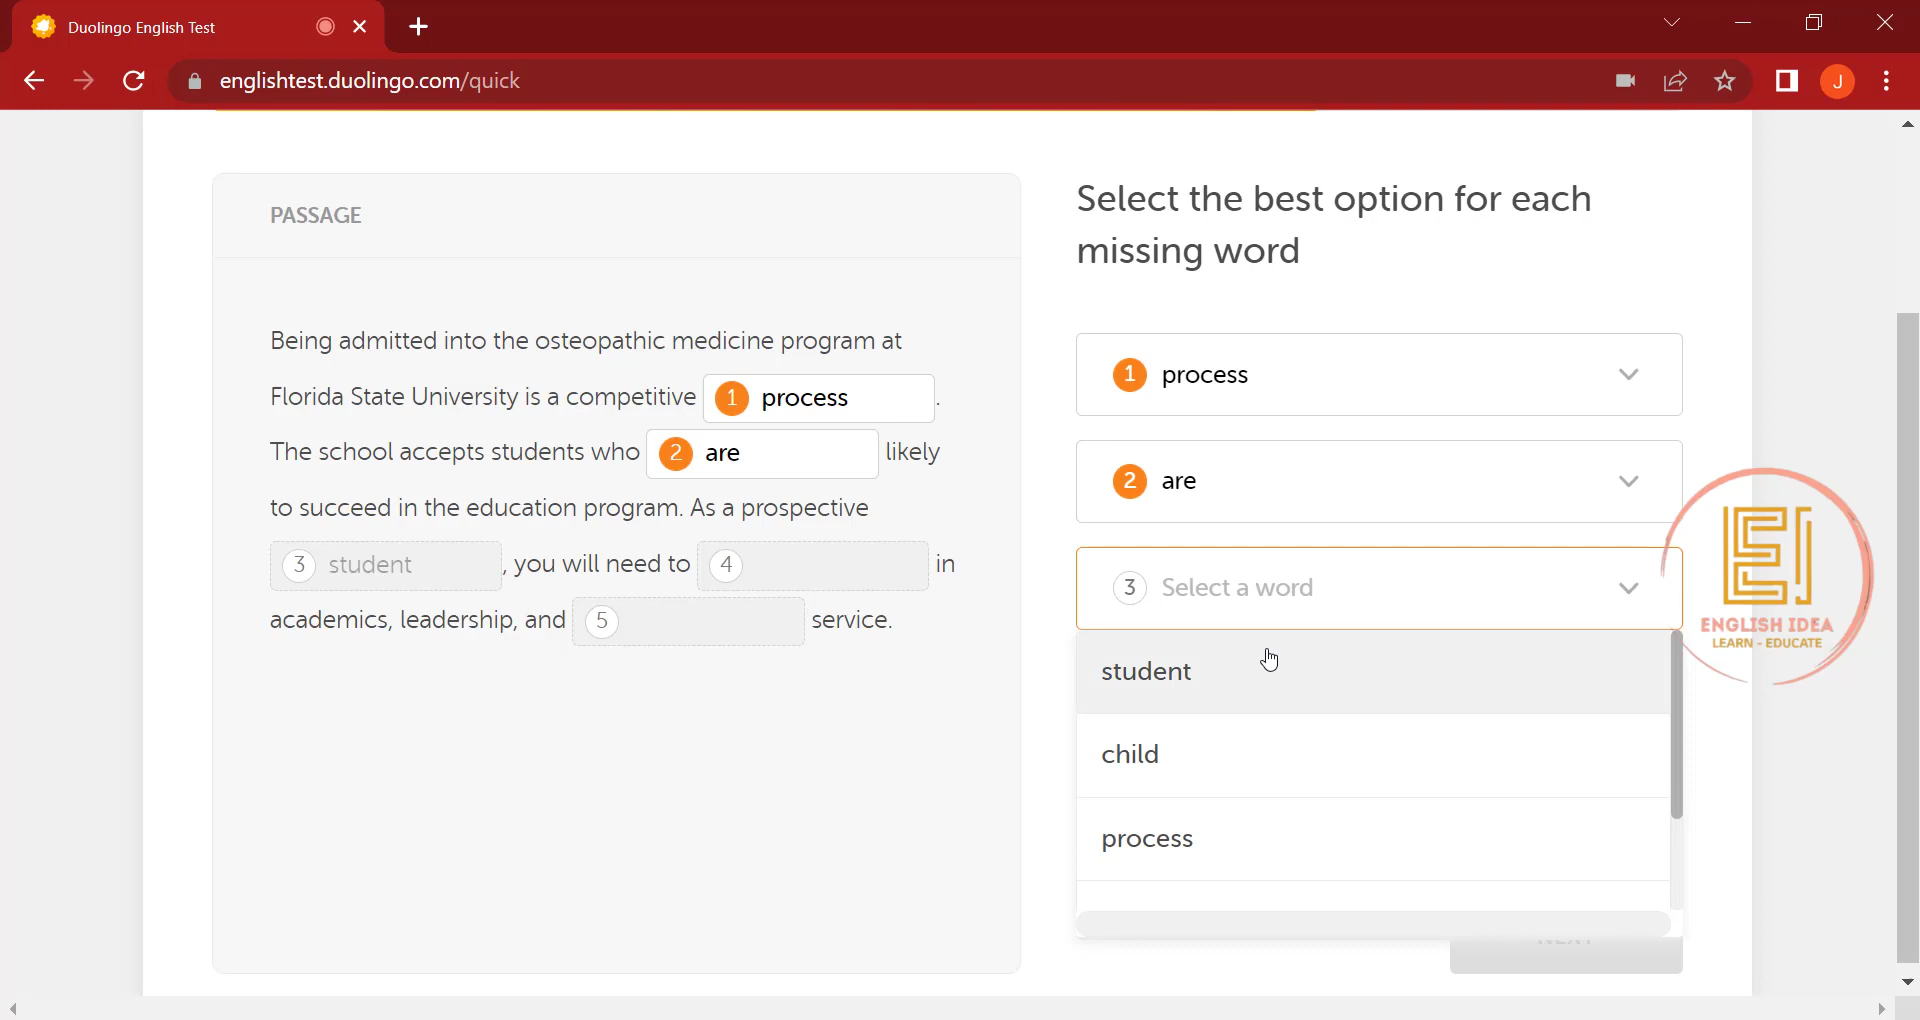 Duolingo English Test
englishtest.duolingo.com/quick
J
PASSAGE
Being admitted into the osteopathic medicine program at
Florida State University is a competitive 1 process .
The school accepts students who 2 are likely
to succeed in the education program. As a prospective
3 student , you will need to 4 in
academics, leadership, and 5 service.
Select the best option for each
missing word
1 process
2 are
3 Select a word
student
child
process
ENGLISH IDEA
LEARN - EDUCATE